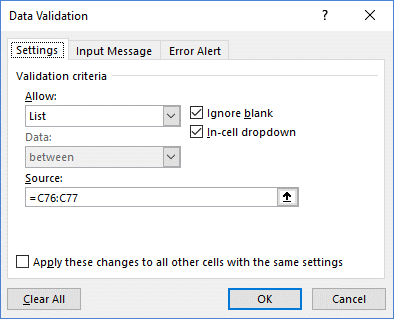 Data Validation ? ×
Settings Input Message Error Alert
Validation criteria
Allow:
List Ignore blank
In-cell dropdown
Data:
between
Source:
=C76:C77
Apply these changes to all other cells with the same settings
Clear All OK Cancel